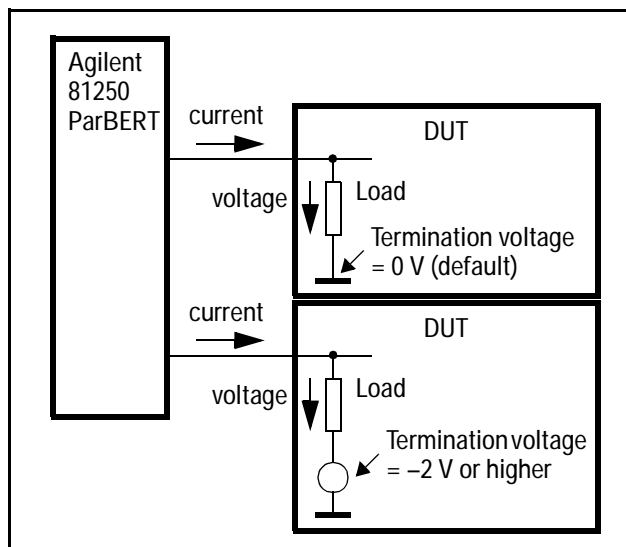 Agilent
81250
ParBERT
current
DUT
voltage
Load
Termination voltage
= 0 V (default)
current
DUT
voltage
Load
Termination voltage
= –2 V or higher